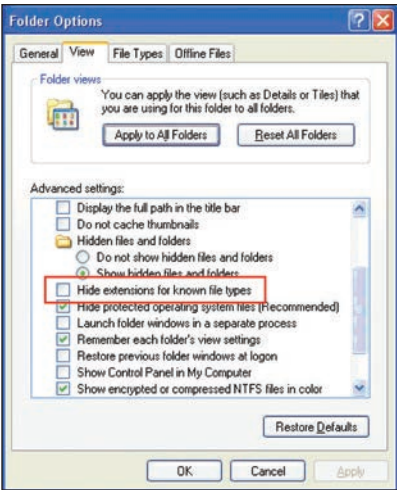 Folder Options
General View File Types Offline Files
Folder views
You can apply the view (such as Details or Tiles) that
you are using for this folder to all folders.
Apply to All Folders Reset All Folders
Advanced settings:
Display the full path in the title bar
Do not cache thumbnails
Hidden files and folders
Do not show hidden files and folders
Show hidden files and folders
Hide extensions for known file types
Hide protected operating system files (Recommended)
Launch folder windows in a separate process
Remember each folder's view settings
Restore previous folder windows at logon
Show Control Panel in My Computer
Show encrypted or compressed NTFS files in color
Restore Defaults
OK Cancel Apply